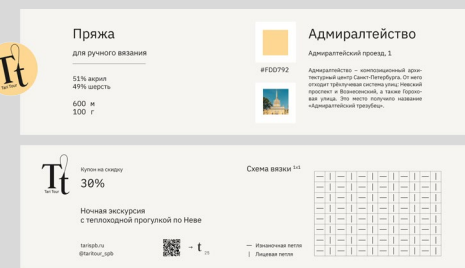 Tt
Tari Tour
Пряжа
для ручного вязания
51% акрил
49% шерсть
600 м
100 г
#FDD792
Адмиралтейство
Адмиралтейский проезд, 1
Адмиралтейство – композиционный архи-
тектурный центр Санкт-Петербурга. От него
отходит трёхлучевая система улиц: Невский
проспект и Вознесенский, а также Горохо-
вая улица. Это место получило название
«Адмиралтейский трезубец».
Tt
Tari Tour
Купон на скидку
30%
Ночная экскурсия
с теплоходной прогулкой по Неве
tarispb.ru
@taritour_spb
→ t
Схема вязки 1x1
— Изнаночная петля
| Лицевая петля